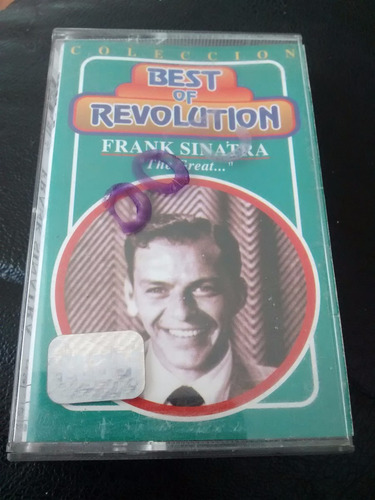 COLECCION
BEST
OF
REVOLUTION
FRANK SINATRA
The Great..."